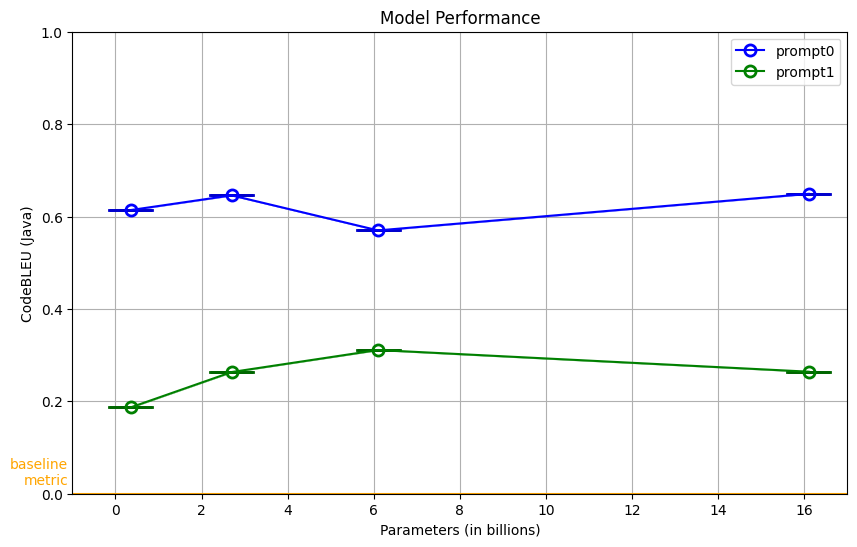 Model Performance
prompt0
prompt1
1.0
0.8
0.6
0.4
0.2
0.0
CodeBLEU (Java)
baseline
metric
0
2
4
6
8
10
12
14
16
Parameters (in billions)